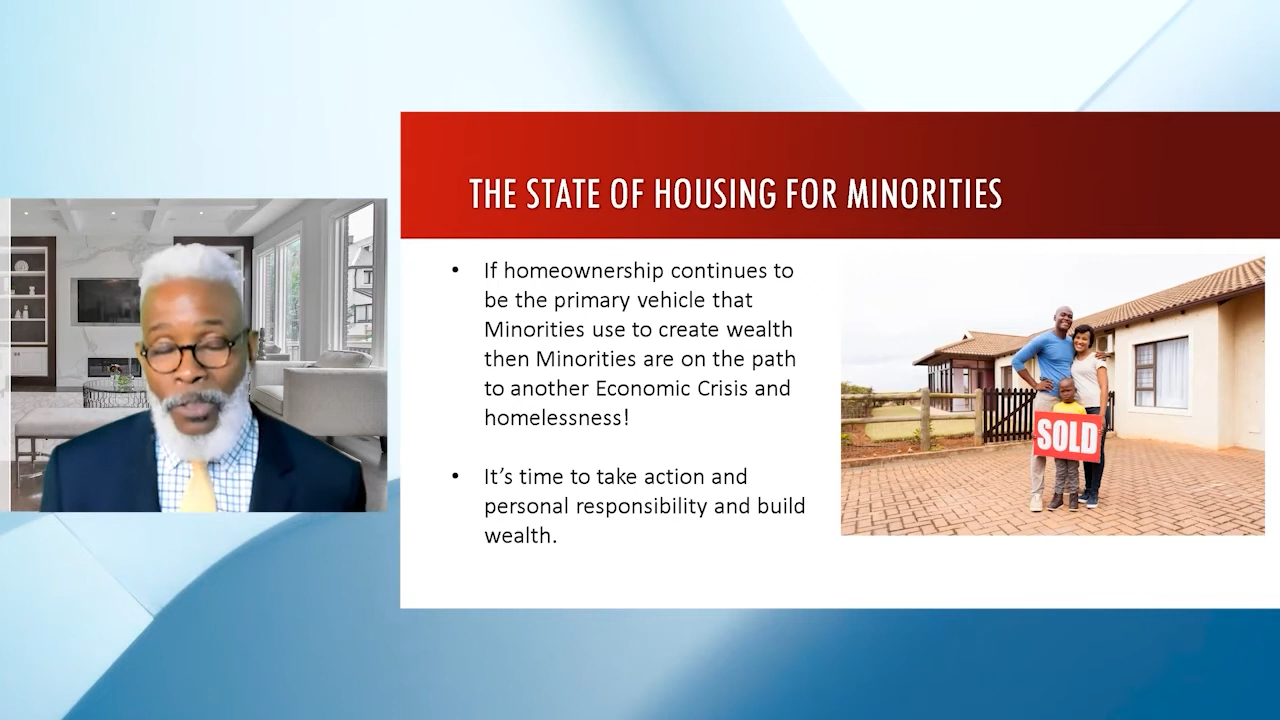 THE STATE OF HOUSING FOR MINORITIES
• If homeownership continues to
be the primary vehicle that
Minorities use to create wealth
then Minorities are on the path
to another Economic Crisis and
homelessness!
• It’s time to take action and
personal responsibility and build
wealth.
SOLD